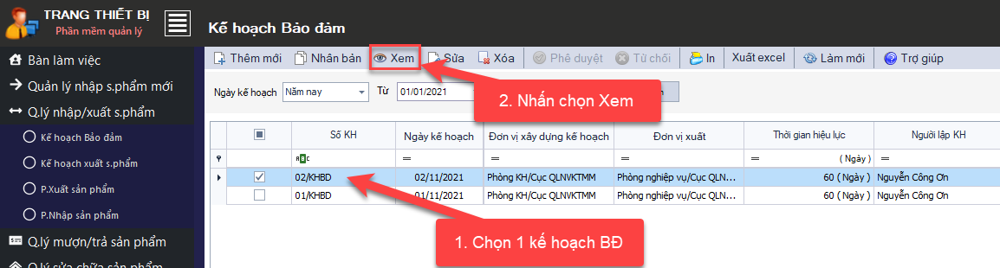 TRANG THIẾT BỊ
Phần mềm quản lý
Kế hoạch Bảo đảm
Bàn làm việc
Quản lý nhập s.phẩm mới
Q.lý nhập/xuất s.phẩm
Kế hoạch Bảo đảm
Kế hoạch xuất s.phẩm
P.Xuất sản phẩm
P.Nhập sản phẩm
Q.lý mượn/trả sản phẩm
Q.lý sửa chữa sản phẩm
Thêm mới Nhân bản Xem Sửa Xóa Phê duyệt Từ chối In Xuất excel Làm mới Trợ giúp
Ngày kế hoạch Năm nay Từ 01/01/2021
2. Nhấn chọn Xem
Số KH Ngày kế hoạch Đơn vị xây dựng kế hoạch Đơn vị xuất Thời gian hiệu lực Người lập KH
ABC = = = = ( Ngày ) =
02/KHBD 02/11/2021 Phòng KH/Cục QLNVKTMM Phòng nghiệp vụ/Cục QLN... 60 ( Ngày ) Nguyễn Công Ơn
01/KHBD 01/11/2021 Phòng KH/Cục QLNVKTMM Phòng nghiệp vụ/Cục QLN... 60 ( Ngày ) Nguyễn Công Ơn
1. Chọn 1 kế hoạch BĐ